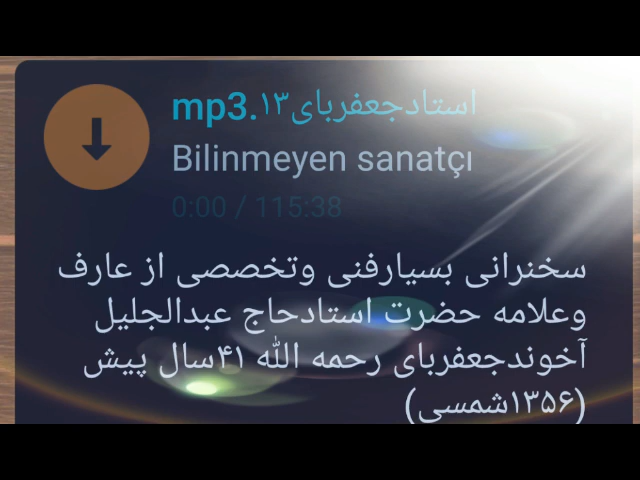 استادجعفربای۱۳.mp3
Bilinmeyen sanatçı
0:00 / 115:38
سخنرانی بسیارفنی وتخصصی از عارف
وعلامه حضرت استادحاج عبدالجلیل
آخوندجعفربای رحمه الله ۴۱سال پیش
(۱۳۵۶شمسی)